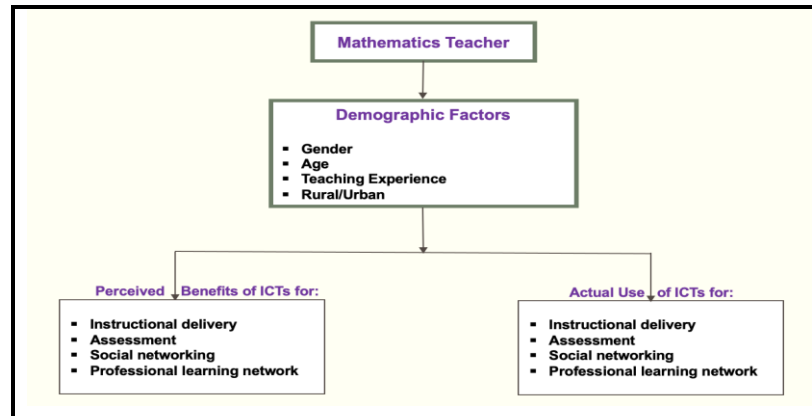 Mathematics Teacher
Demographic Factors
▪ Gender
▪ Age
▪ Teaching Experience
▪ Rural/Urban
Perceived Benefits of ICTs for:
▪ Instructional delivery
▪ Assessment
▪ Social networking
▪ Professional learning network
Actual Use of ICTs for:
▪ Instructional delivery
▪ Assessment
▪ Social networking
▪ Professional learning network